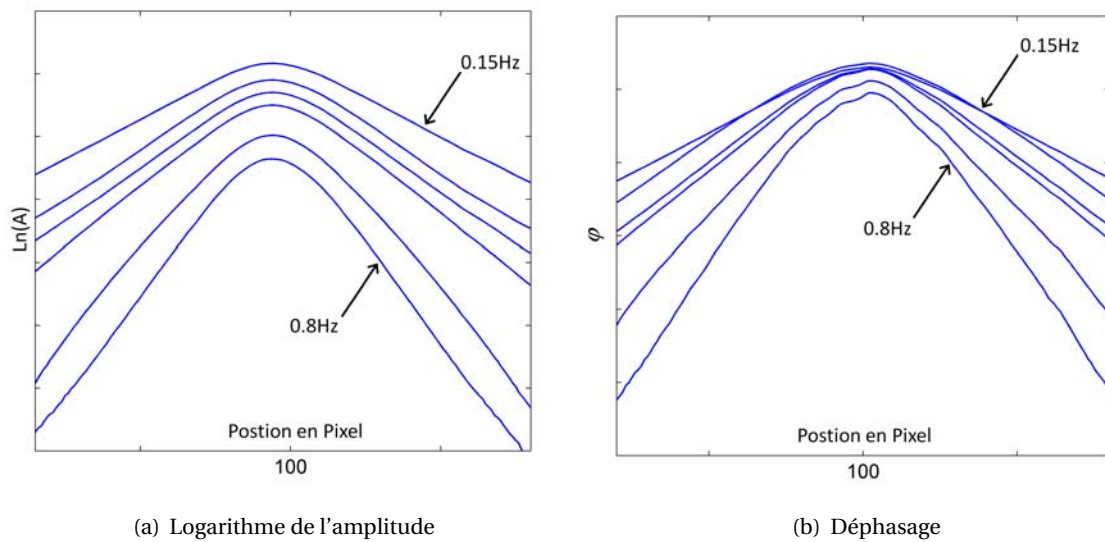 0.15Hz
Ln(A)
0.8Hz
Postion en Pixel
100
(a) Logarithme de l'amplitude
0.15Hz
φ
0.8Hz
Postion en Pixel
100
(b) Déphasage